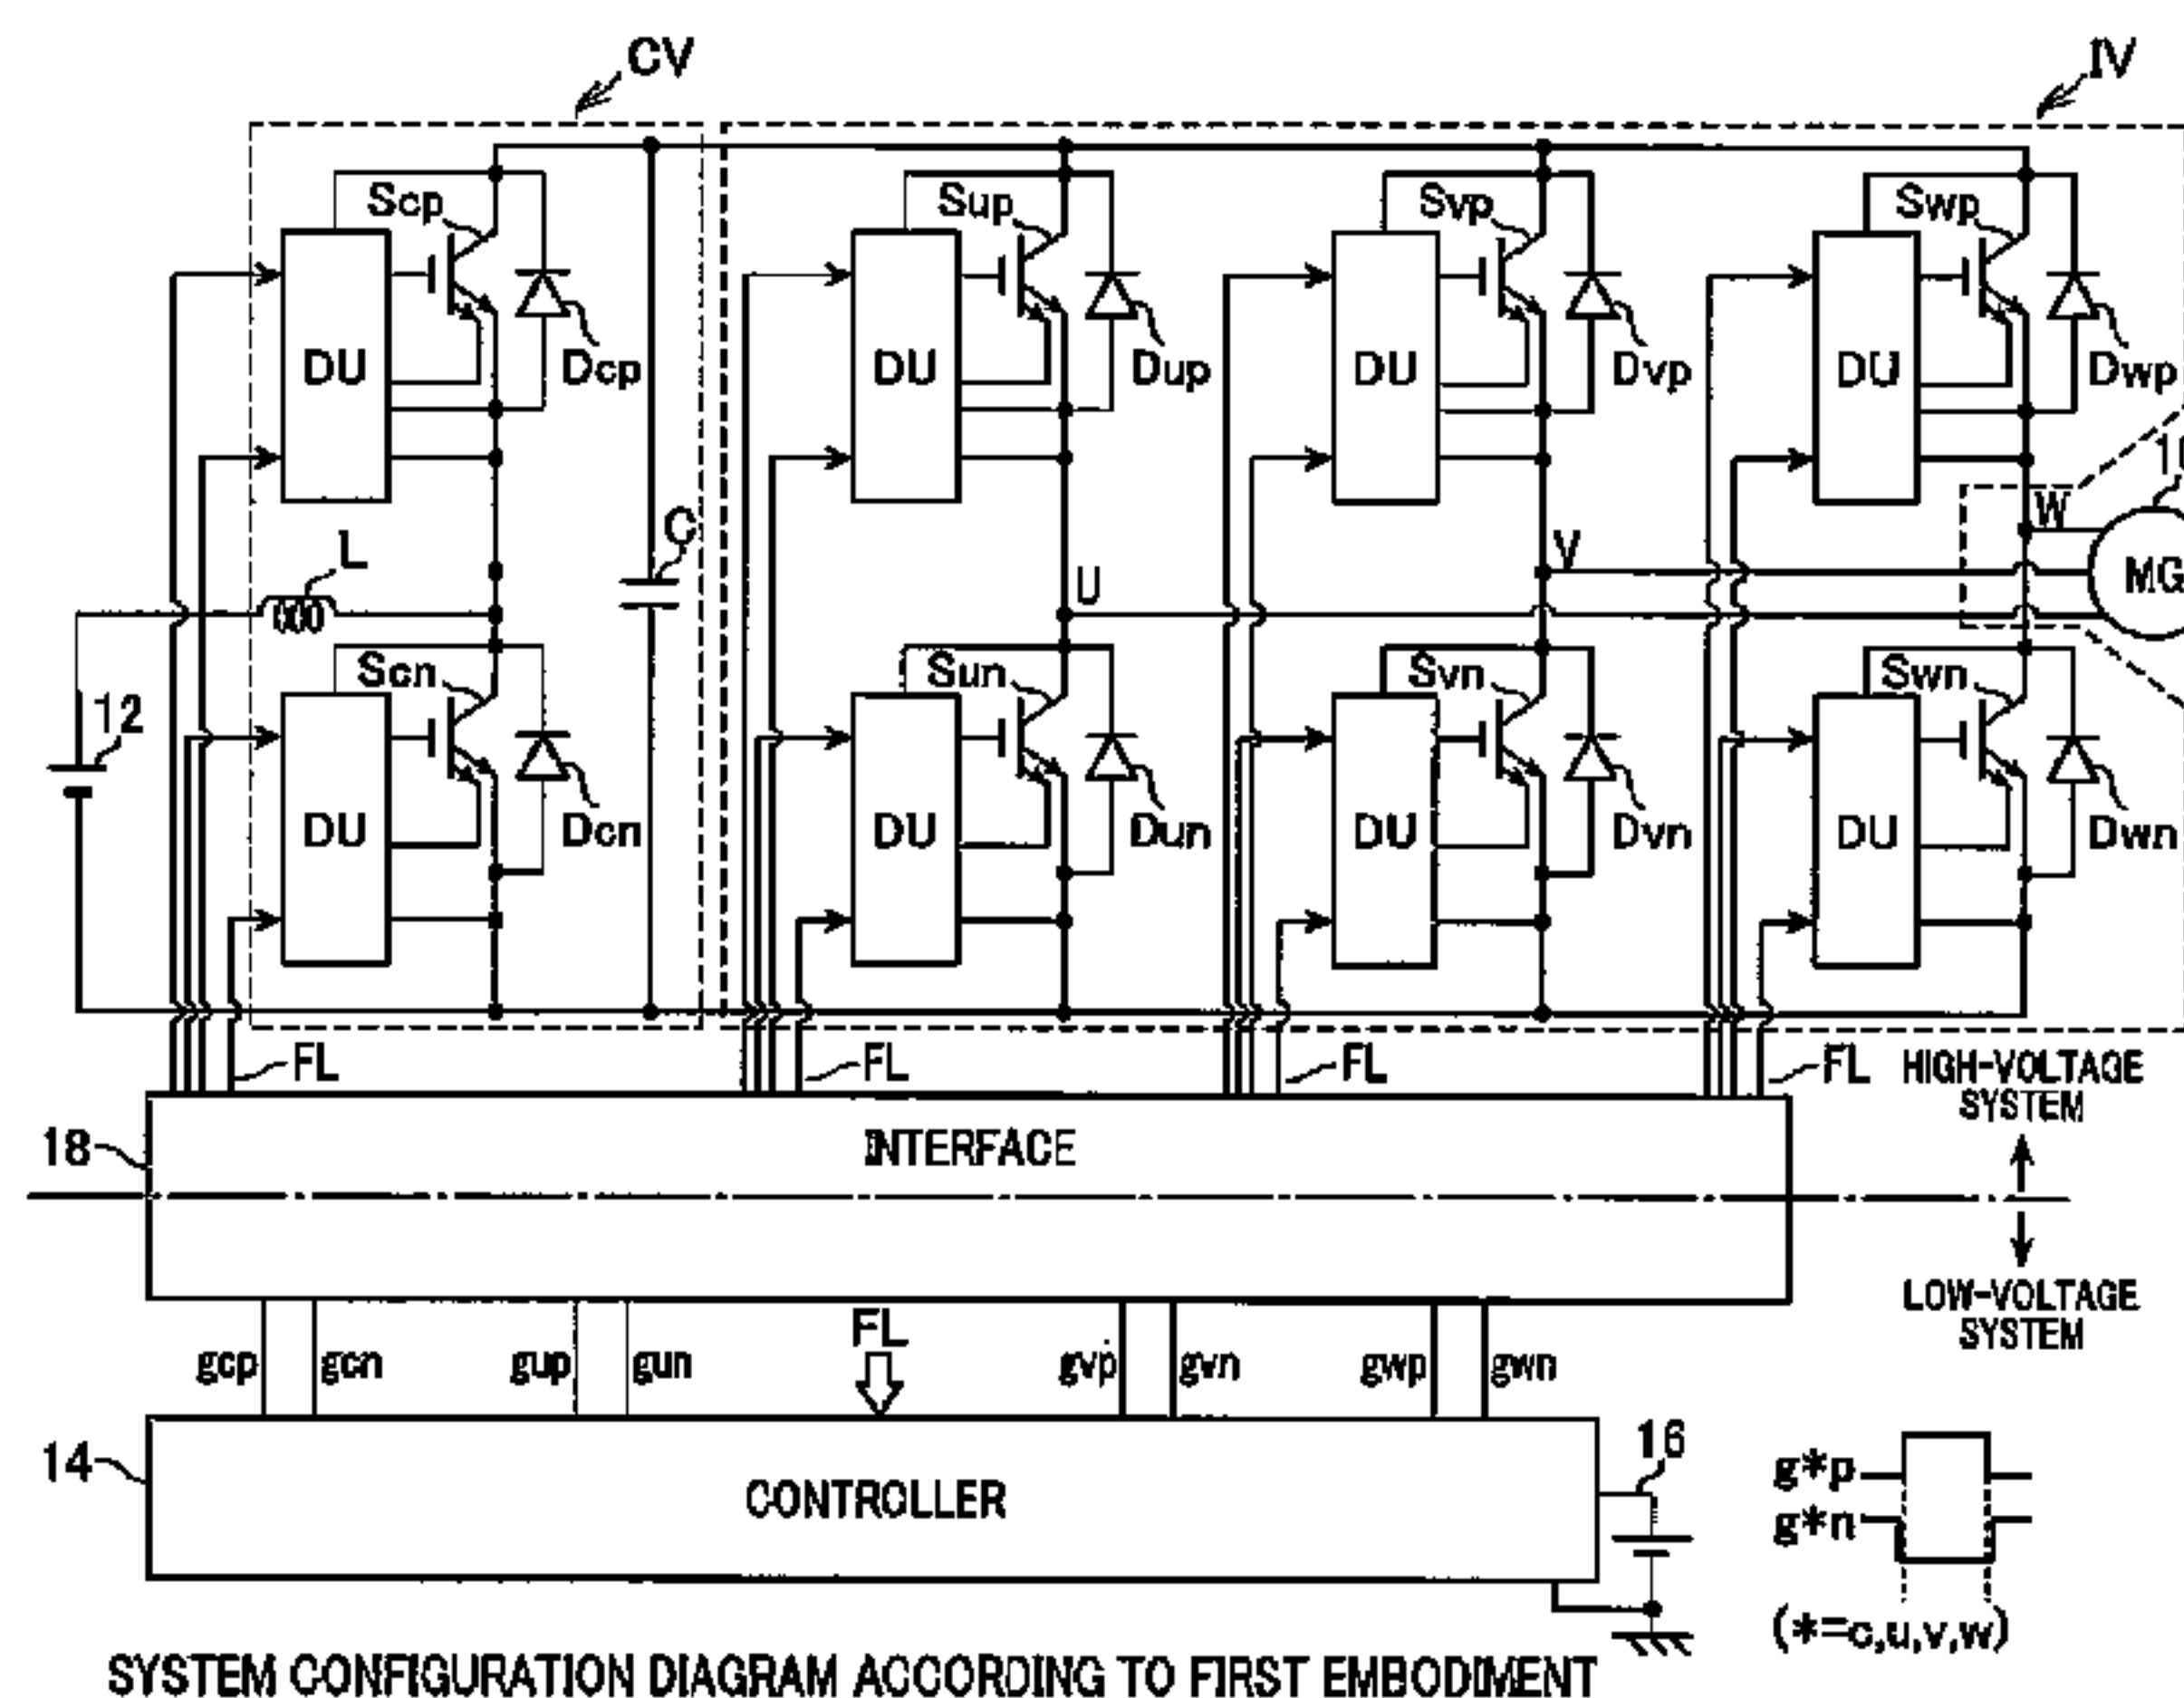 CV
IV
Scp
Sup
Svp
Swp
DU
Dcp
DU
Dup
DU
Dvp
DU
Dwp
C
W
L
V
MG
U
Scn
Sun
Svn
Swn
12
DU
Dcn
DU
Dun
DU
Dvn
DU
Dwn
FL
FL
FL
FL
HIGH-VOLTAGE
SYSTEM
18
INTERFACE
LOW-VOLTAGE
SYSTEM
FL
gcp
gcn
gup
gun
gvp
gvn
gwp
gwn
14
CONTROLLER
16
g*p
g*n
(*=c,u,v,w)
SYSTEM CONFIGURATION DIAGRAM ACCORDING TO FIRST EMBODIMENT